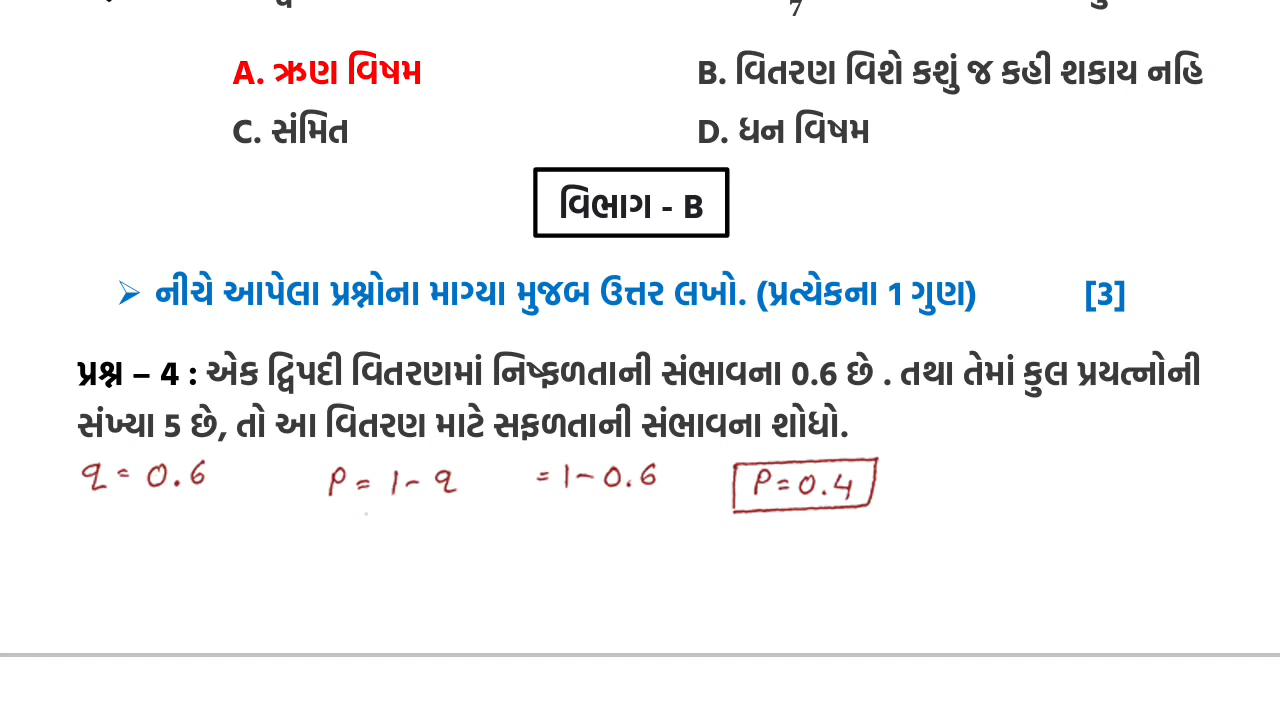 7
A. ઋણ વિષમ B. વિતરણ વિશે કશું જ કહી શકાય નહિ
C. સંમિત D. ધન વિષમ
વિભાગ - B
➢ નીચે આપેલા પ્રશ્નોના માગ્યા મુજબ ઉત્તર લખો. (પ્રત્યેકના 1 ગુણ) [3]
પ્રશ્ન – 4 : એક દ્વિપદી વિતરણમાં નિષ્ફળતાની સંભાવના 0.6 છે . તથા તેમાં કુલ પ્રયત્નોની
સંખ્યા 5 છે, તો આ વિતરણ માટે સફળતાની સંભાવના શોધો.
q = 0.6 P = 1 - q = 1 - 0.6 P = 0.4